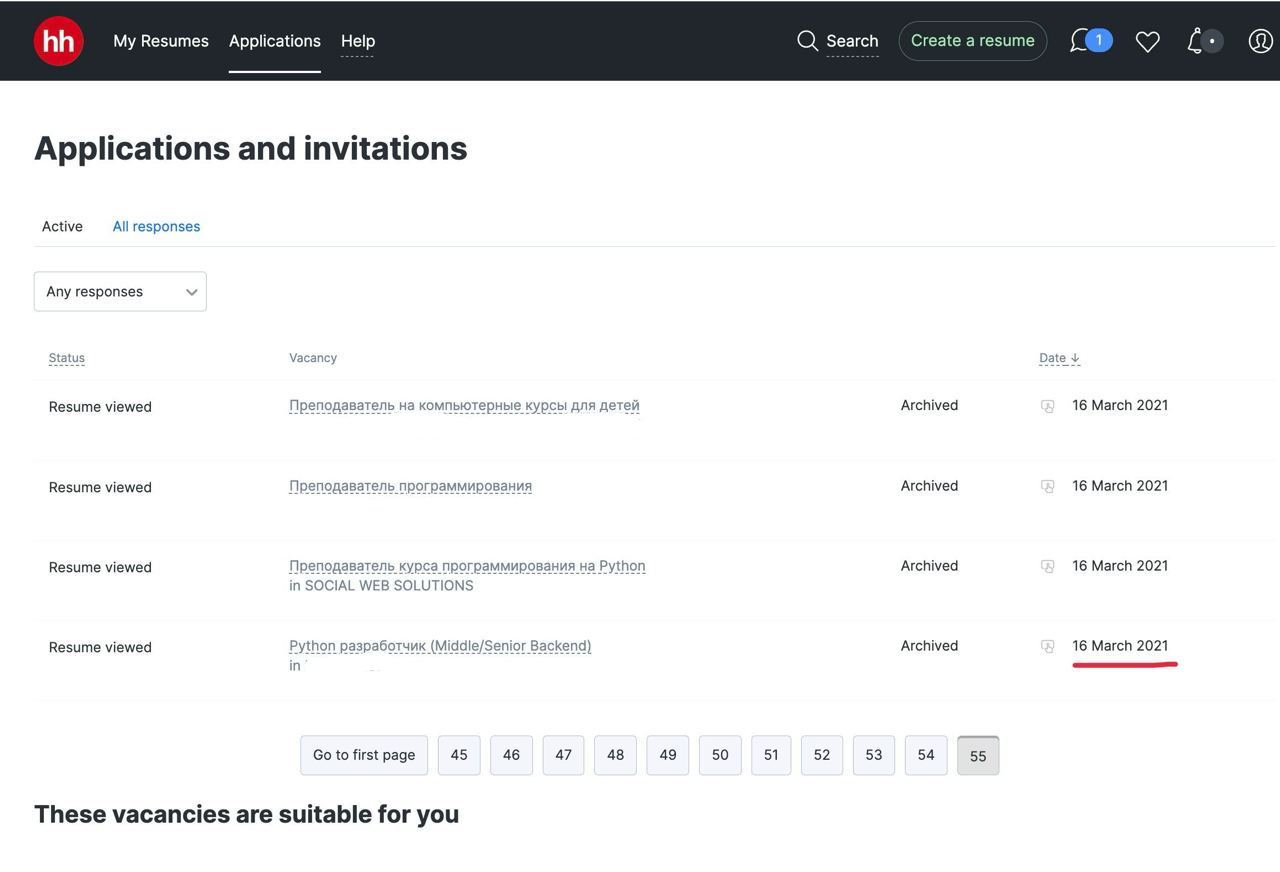 hh My Resumes Applications Help Search Create a resume 1
Applications and invitations
Active All responses
Any responses
Status Vacancy Date ↓
Resume viewed Преподаватель на компьютерные курсы для детей Archived 16 March 2021
Resume viewed Преподаватель программирования Archived 16 March 2021
Resume viewed Преподаватель курса программирования на Python Archived 16 March 2021
in SOCIAL WEB SOLUTIONS
Resume viewed Python разработчик (Middle/Senior Backend) Archived 16 March 2021
in
Go to first page 45 46 47 48 49 50 51 52 53 54 55
These vacancies are suitable for you